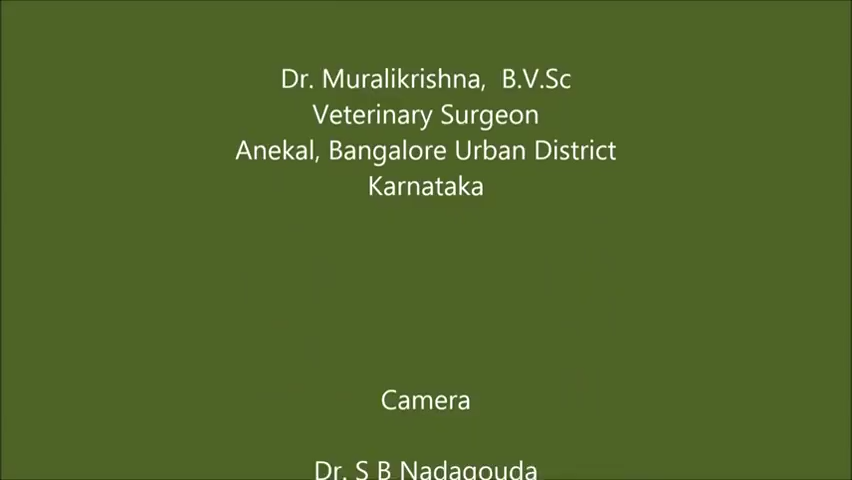 Dr. Muralikrishna,  B.V.Sc
Veterinary Surgeon
Anekal, Bangalore Urban District
Karnataka
Camera
Dr. S B Nadagouda